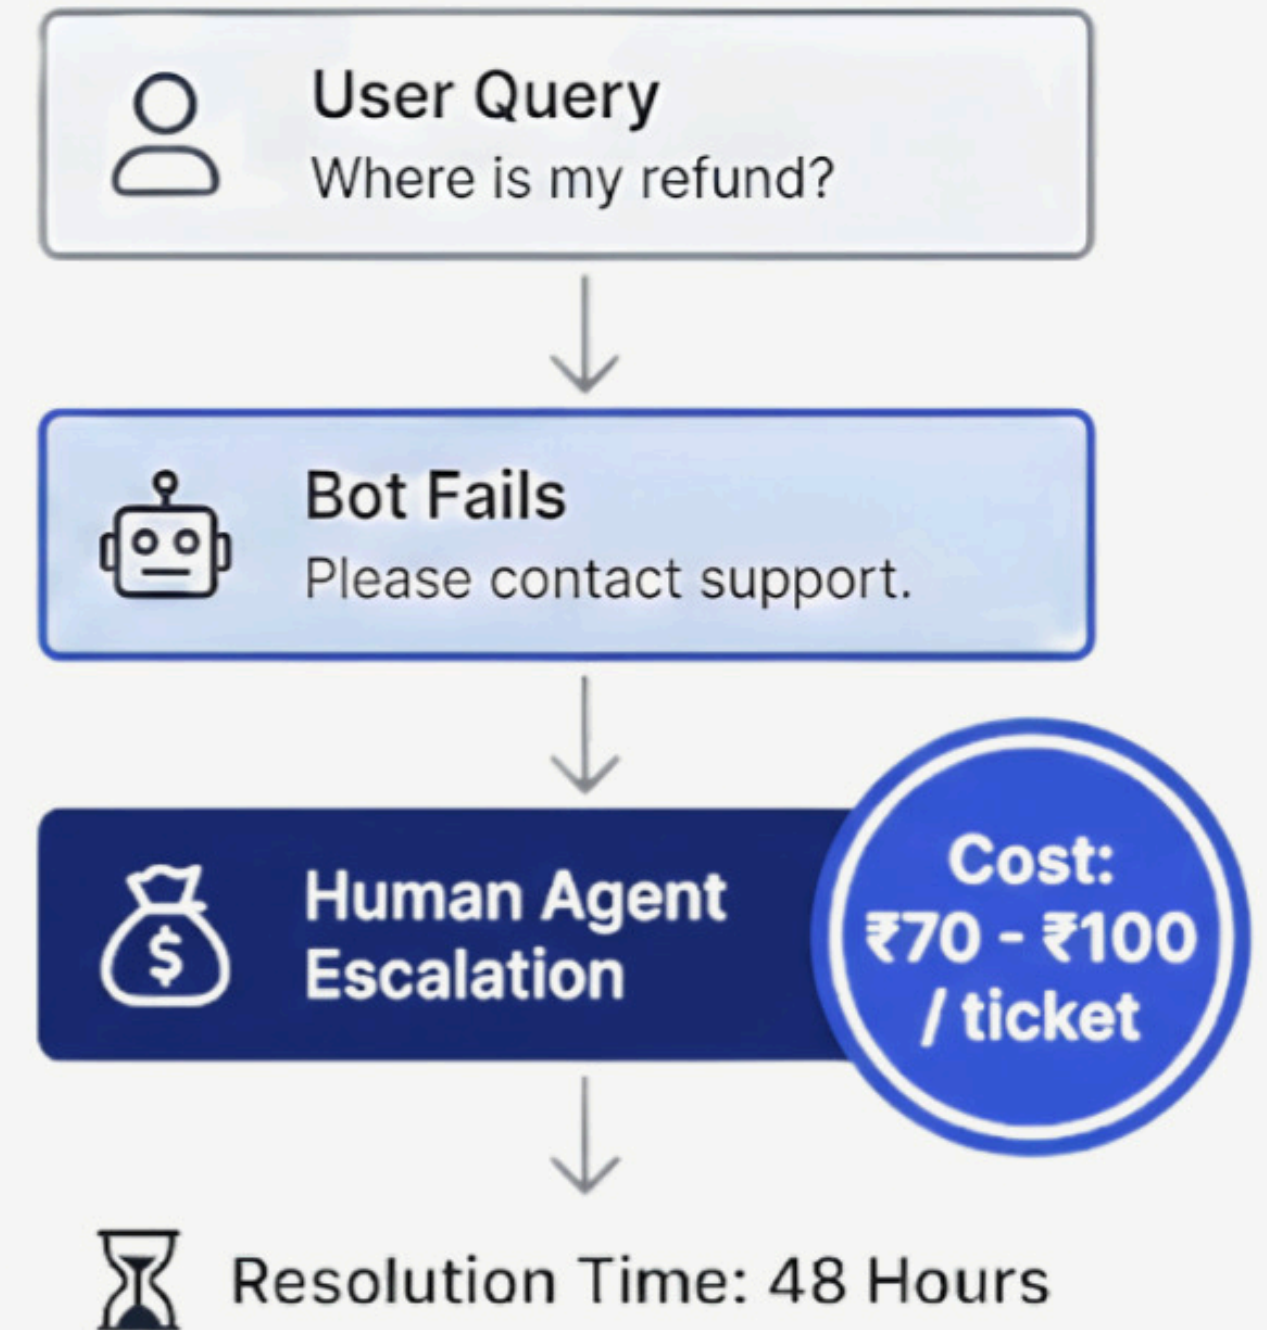 User Query
Where is my refund?
Bot Fails
Please contact support.
Human Agent
Escalation
$
Cost:
₹70 - ₹100
/ ticket
Resolution Time: 48 Hours